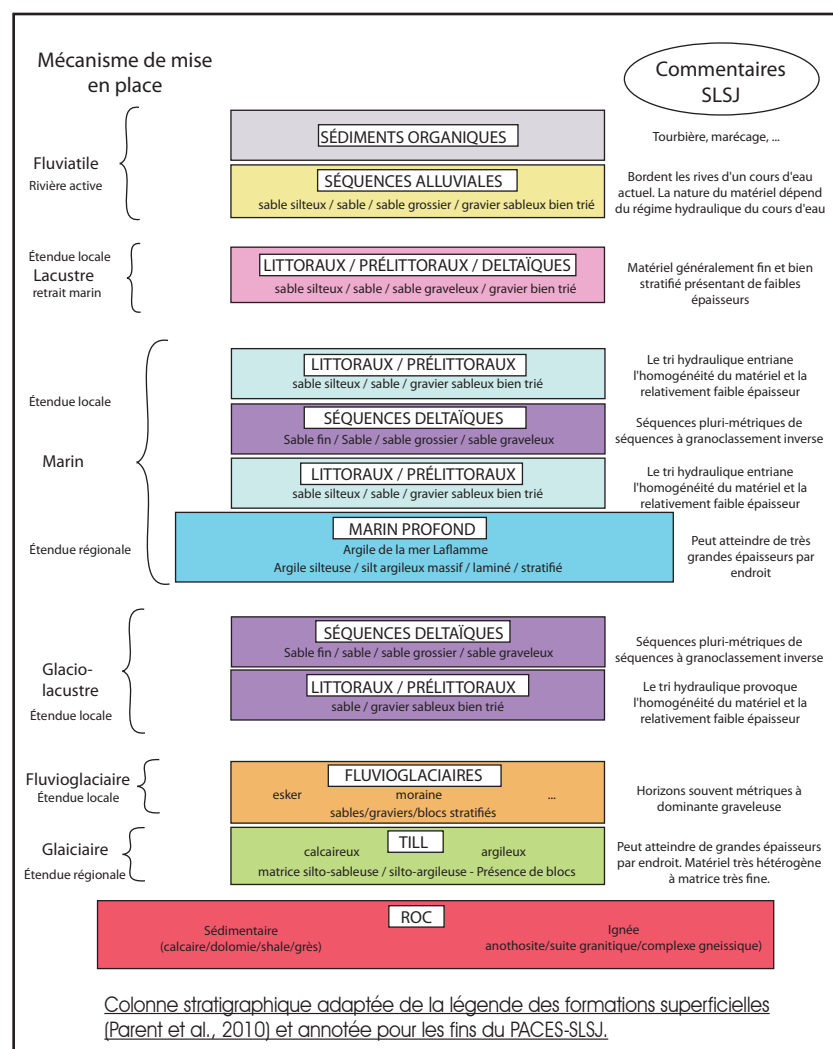 Mécanisme de mise
en place
Commentaires
SLSJ
Fluviatile
Rivière active
SÉDIMENTS ORGANIQUES
Tourbière, marécage, ...
SÉQUENCES ALLUVIALES
sable silteux / sable / sable grossier / gravier sableux bien trié
Bordent les rives d'un cours d'eau
actuel. La nature du matériel dépend
du régime hydraulique du cours d'eau
Étendue locale
Lacustre
retrait marin
LITTORAUX / PRÉLITTORAUX / DELTAÏQUES
sable silteux / sable / sable graveleux / gravier bien trié
Matériel généralement fin et bien
stratifié présentant de faibles
épaisseurs
Étendue locale
Marin
Étendue régionale
LITTORAUX / PRÉLITTORAUX
sable silteux / sable / gravier sableux bien trié
Le tri hydraulique entriane
l'homogénéité du matériel et la
relativement faible épaisseur
SÉQUENCES DELTAÏQUES
Sable fin / Sable / sable grossier / sable graveleux
Séquences pluri-métriques de
séquences à granoclassement inverse
LITTORAUX / PRÉLITTORAUX
sable silteux / sable / gravier sableux bien trié
Le tri hydraulique entriane
l'homogénéité du matériel et la
relativement faible épaisseur
MARIN PROFOND
Argile de la mer Laflamme
Argile silteuse / silt argileux massif / laminé / stratifié
Peut atteindre de très
grandes épaisseurs par
endroit
Glacio-
lacustre
Étendue locale
SÉQUENCES DELTAÏQUES
Sable fin / sable / sable grossier / sable graveleux
Séquences pluri-métriques de
séquences à granoclassement inverse
LITTORAUX / PRÉLITTORAUX
sable / gravier sableux bien trié
Le tri hydraulique provoque
l'homogénéité du matériel et la
relativement faible épaisseur
Fluvioglaciaire
Étendue locale
FLUVIOGLACIAIRES
esker moraine ...
sables/graviers/blocs stratifiés
Horizons souvent métriques à
dominante graveleuse
Glaiciaire
Étendue régionale
TILL
calcaireux argileux
matrice silto-sableuse / silto-argileuse - Présence de blocs
Peut atteindre de grandes épaisseurs
par endroit. Matériel très hétérogène
à matrice très fine.
ROC
Sédimentaire
(calcaire/dolomie/shale/grès)
Ignée
anothosite/suite granitique/complexe gneissique)
Colonne stratigraphique adaptée de la légende des formations superficielles
(Parent et al., 2010) et annotée pour les fins du PACES-SLSJ.